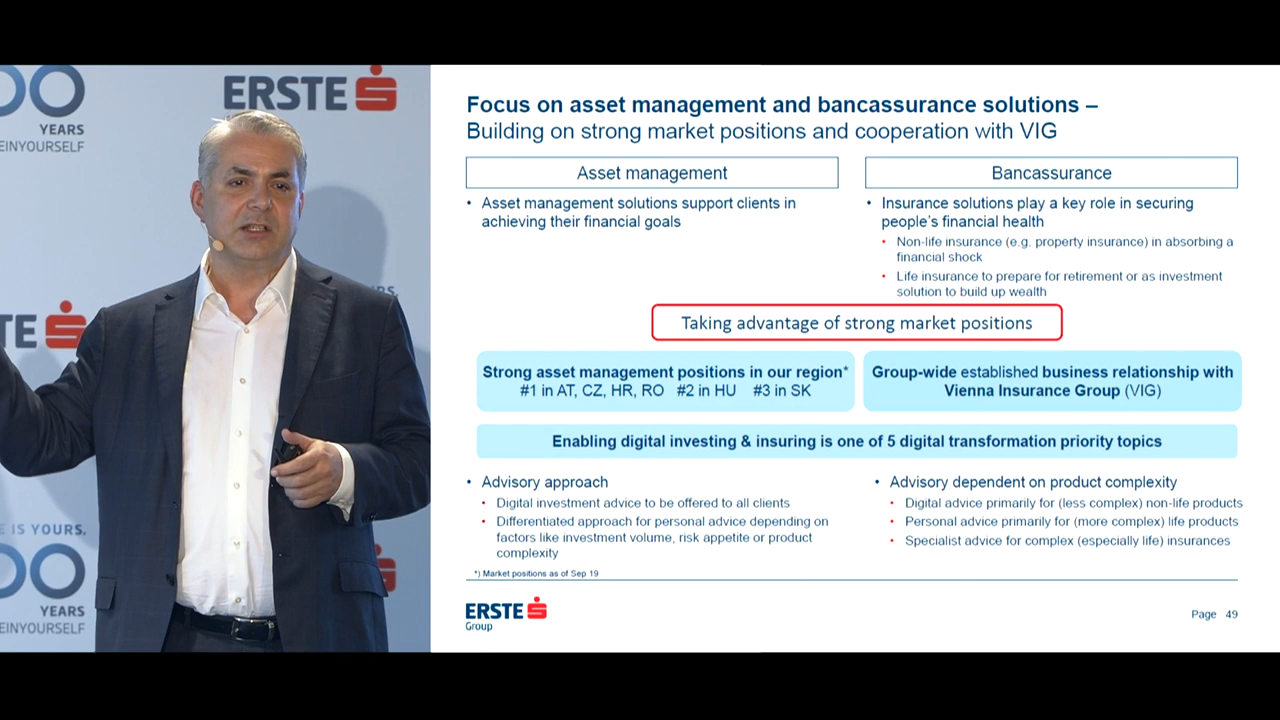 00
YEARS
EINYOURSELF
ERSTE
RS.
TE
E IS YOURS.
00
YEARS
EINYOURSELF
Focus on asset management and bancassurance solutions –
Building on strong market positions and cooperation with VIG
Asset management
• Asset management solutions support clients in
achieving their financial goals
Bancassurance
• Insurance solutions play a key role in securing
people's financial health
• Non-life insurance (e.g. property insurance) in absorbing a
financial shock
• Life insurance to prepare for retirement or as investment
solution to build up wealth
Taking advantage of strong market positions
Strong asset management positions in our region*
#1 in AT, CZ, HR, RO #2 in HU #3 in SK
Group-wide established business relationship with
Vienna Insurance Group (VIG)
Enabling digital investing & insuring is one of 5 digital transformation priority topics
• Advisory approach
• Digital investment advice to be offered to all clients
• Differentiated approach for personal advice depending on
factors like investment volume, risk appetite or product
complexity
• Advisory dependent on product complexity
• Digital advice primarily for (less complex) non-life products
• Personal advice primarily for (more complex) life products
• Specialist advice for complex (especially life) insurances
*) Market positions as of Sep 19
ERSTE
Group
Page 49